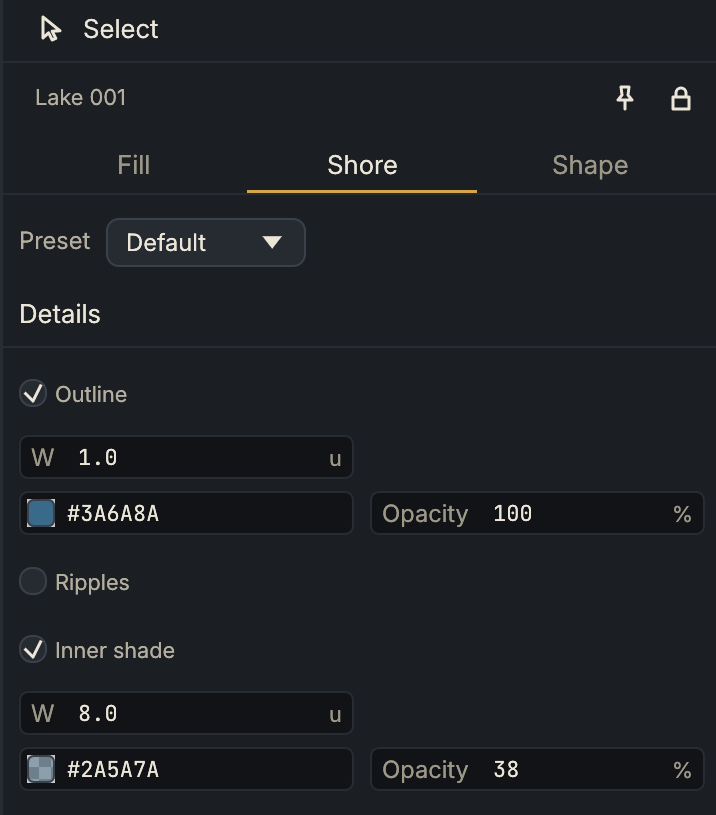 Select
Lake 001
Fill Shore Shape
Preset Default
Details
Outline
W 1.0 u
#3A6A8A Opacity 100 %
Ripples
Inner shade
W 8.0 u
#2A5A7A Opacity 38 %